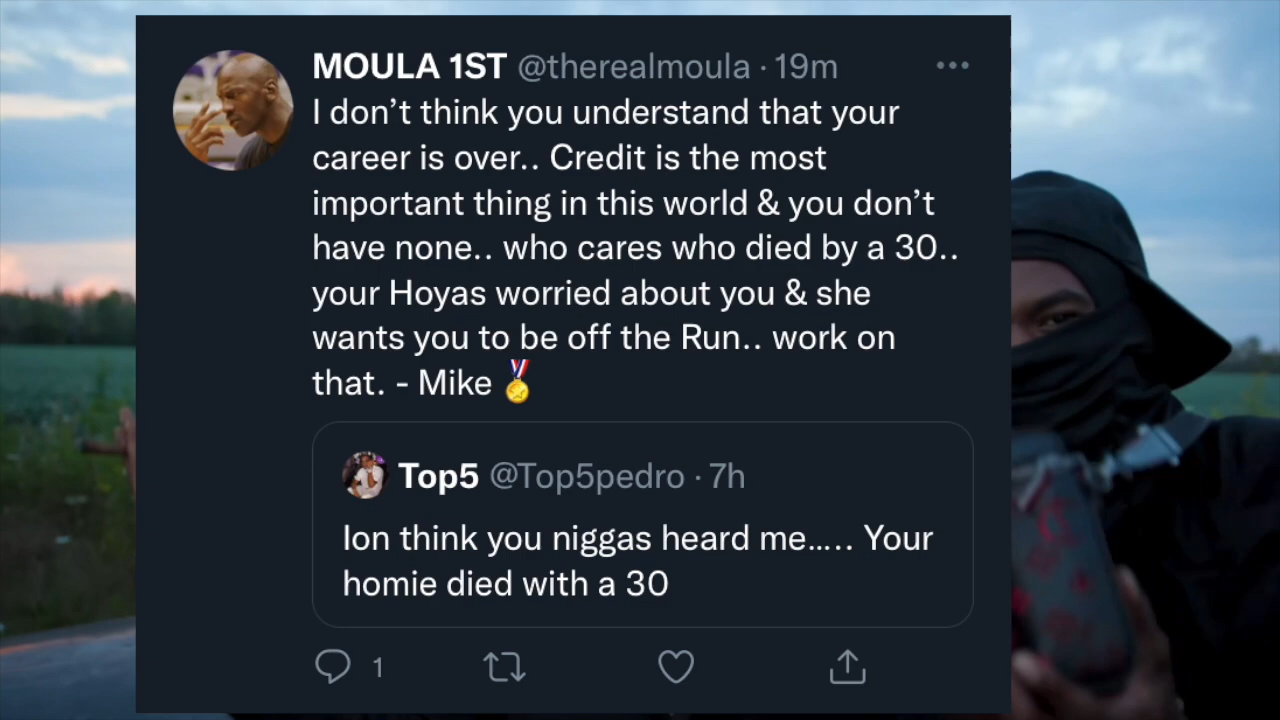 MOULA 1ST @therealmoula · 19m
I don’t think you understand that your
career is over.. Credit is the most
important thing in this world & you don’t
have none.. who cares who died by a 30..
your Hoyas worried about you & she
wants you to be off the Run.. work on
that. - Mike 🏅
Top5 @Top5pedro · 7h
Ion think you niggas heard me..... Your
homie died with a 30
1